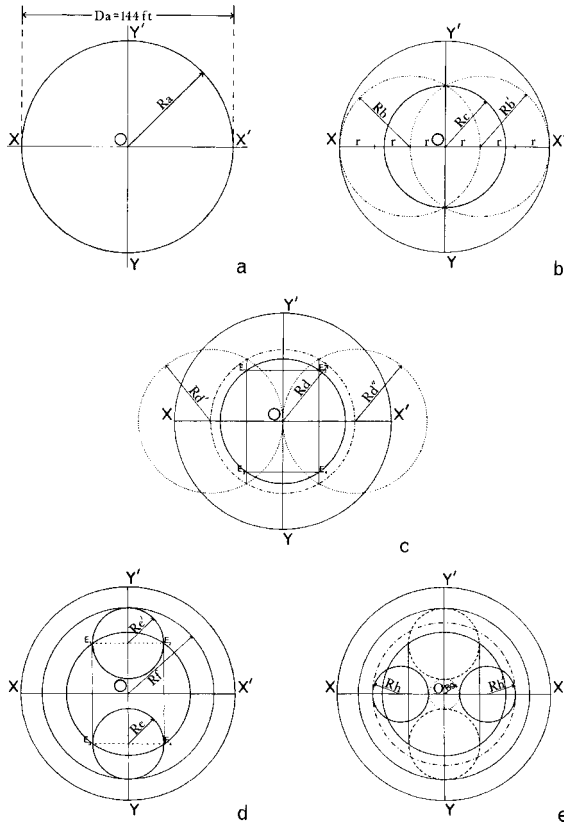 Da = 144 ft
Y'
Ra
X
O
X'
Y
a
Y'
Rb
Rc
Rb'
X
r
r
r
O
r
r
r
X'
Y
b
Y'
Rd'
Rd
Rd''
X
O
X'
Y
c
Y'
Re'
Rf
X
O
X'
Re
Y
d
Y'
X
Rh
O
Rh'
X'
Y
e